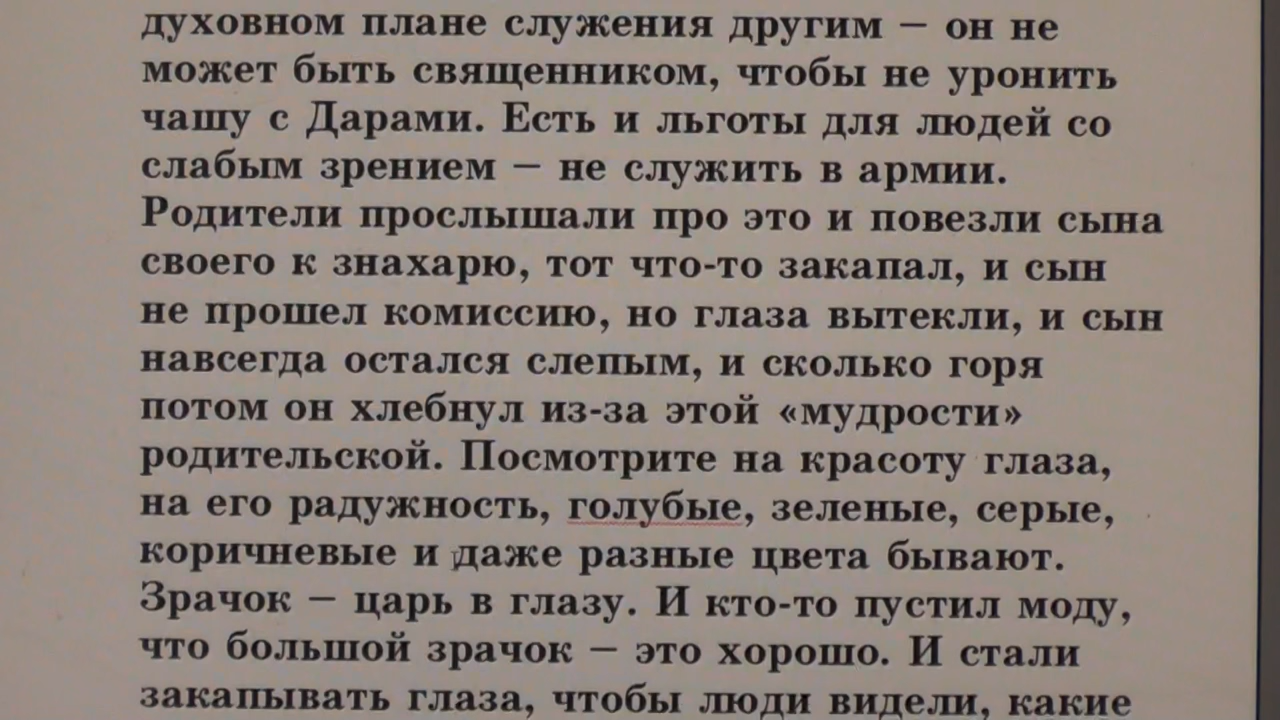 духовном плане служения другим – он не
может быть священником, чтобы не уронить
чашу с Дарами. Есть и льготы для людей со
слабым зрением – не служить в армии.
Родители прослышали про это и повезли сына
своего к знахарю, тот что-то закапал, и сын
не прошел комиссию, но глаза вытекли, и сын
навсегда остался слепым, и сколько горя
потом он хлебнул из-за этой «мудрости»
родительской. Посмотрите на красоту глаза,
на его радужность, голубые, зеленые, серые,
коричневые и даже разные цвета бывают.
Зрачок – царь в глазу. И кто-то пустил моду,
что большой зрачок – это хорошо. И стали
закапывать глаза, чтобы люди видели, какие